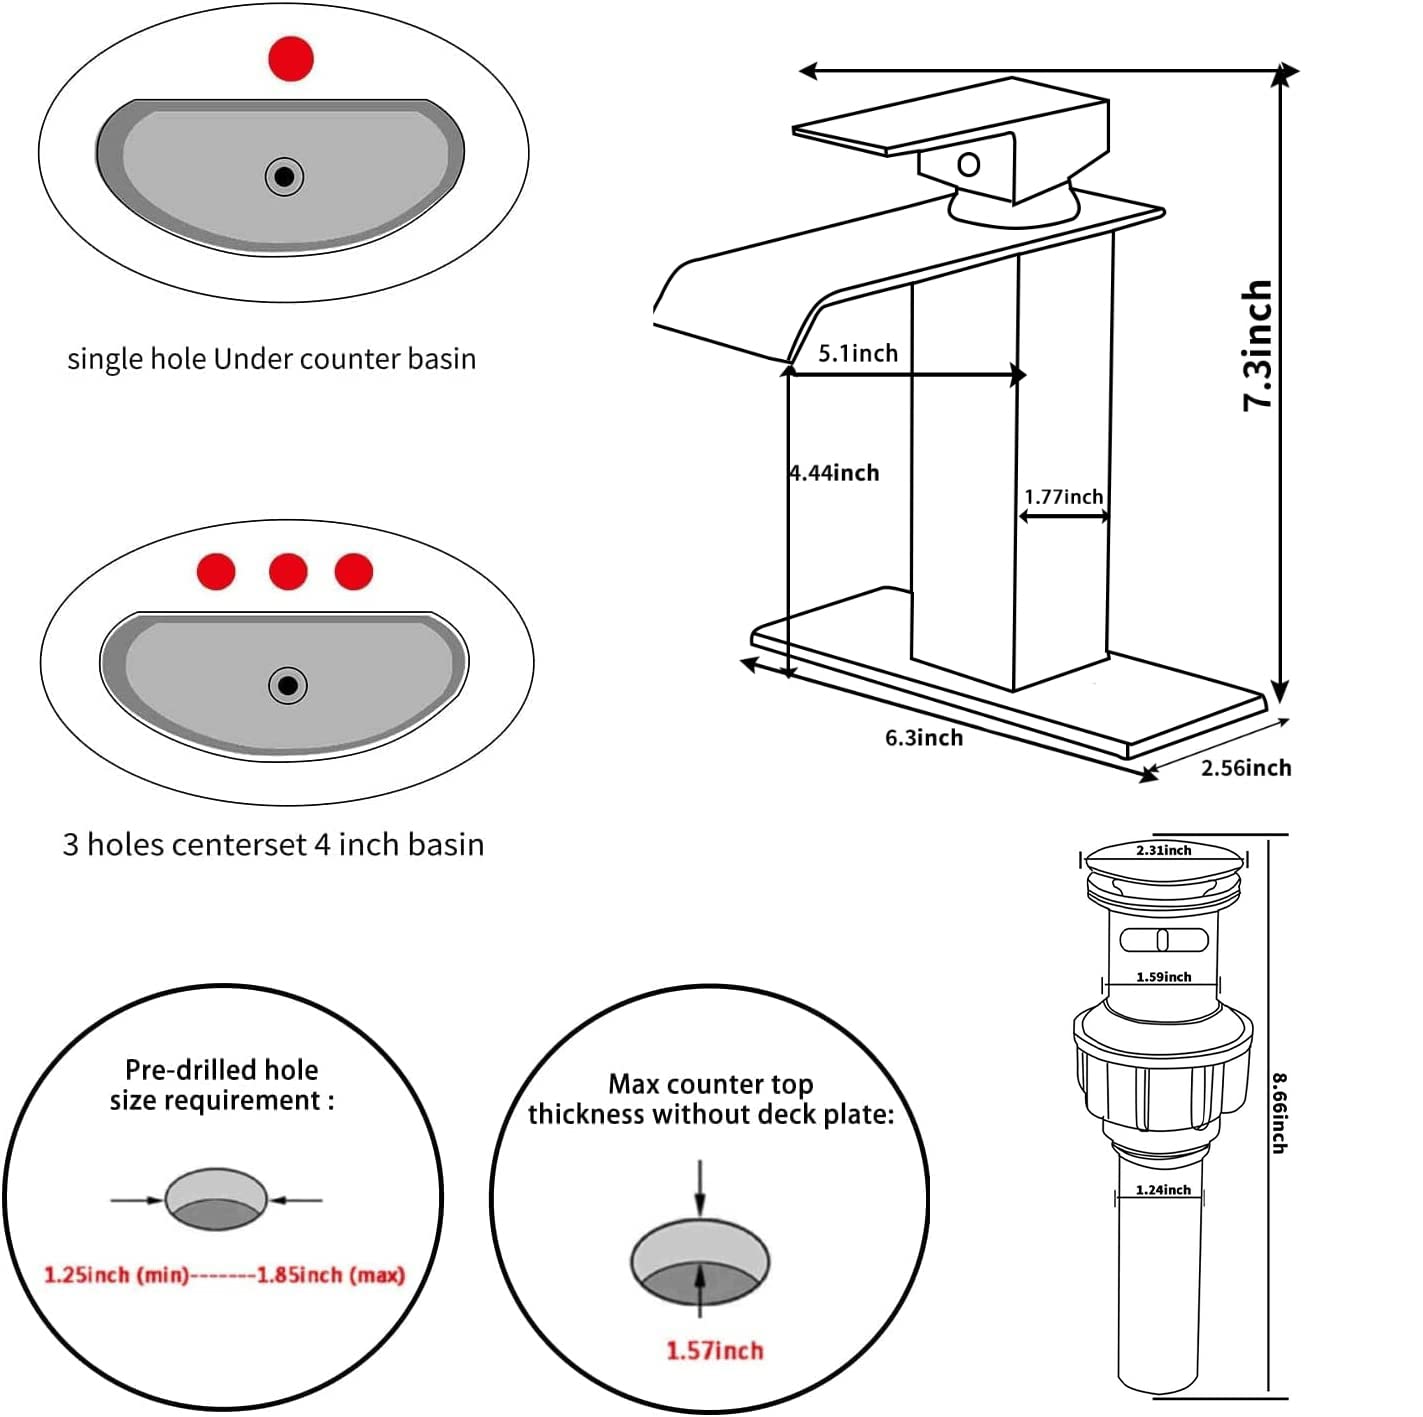 single hole Under counter basin
7.3inch
5.1inch
4.44inch
1.77inch
6.3inch
2.56inch
3 holes centerset 4 inch basin
2.31inch
1.59inch
8.66inch
1.24inch
Pre-drilled hole
size requirement :
1.25inch (min)-------1.85inch (max)
Max counter top
thickness without deck plate:
1.57inch